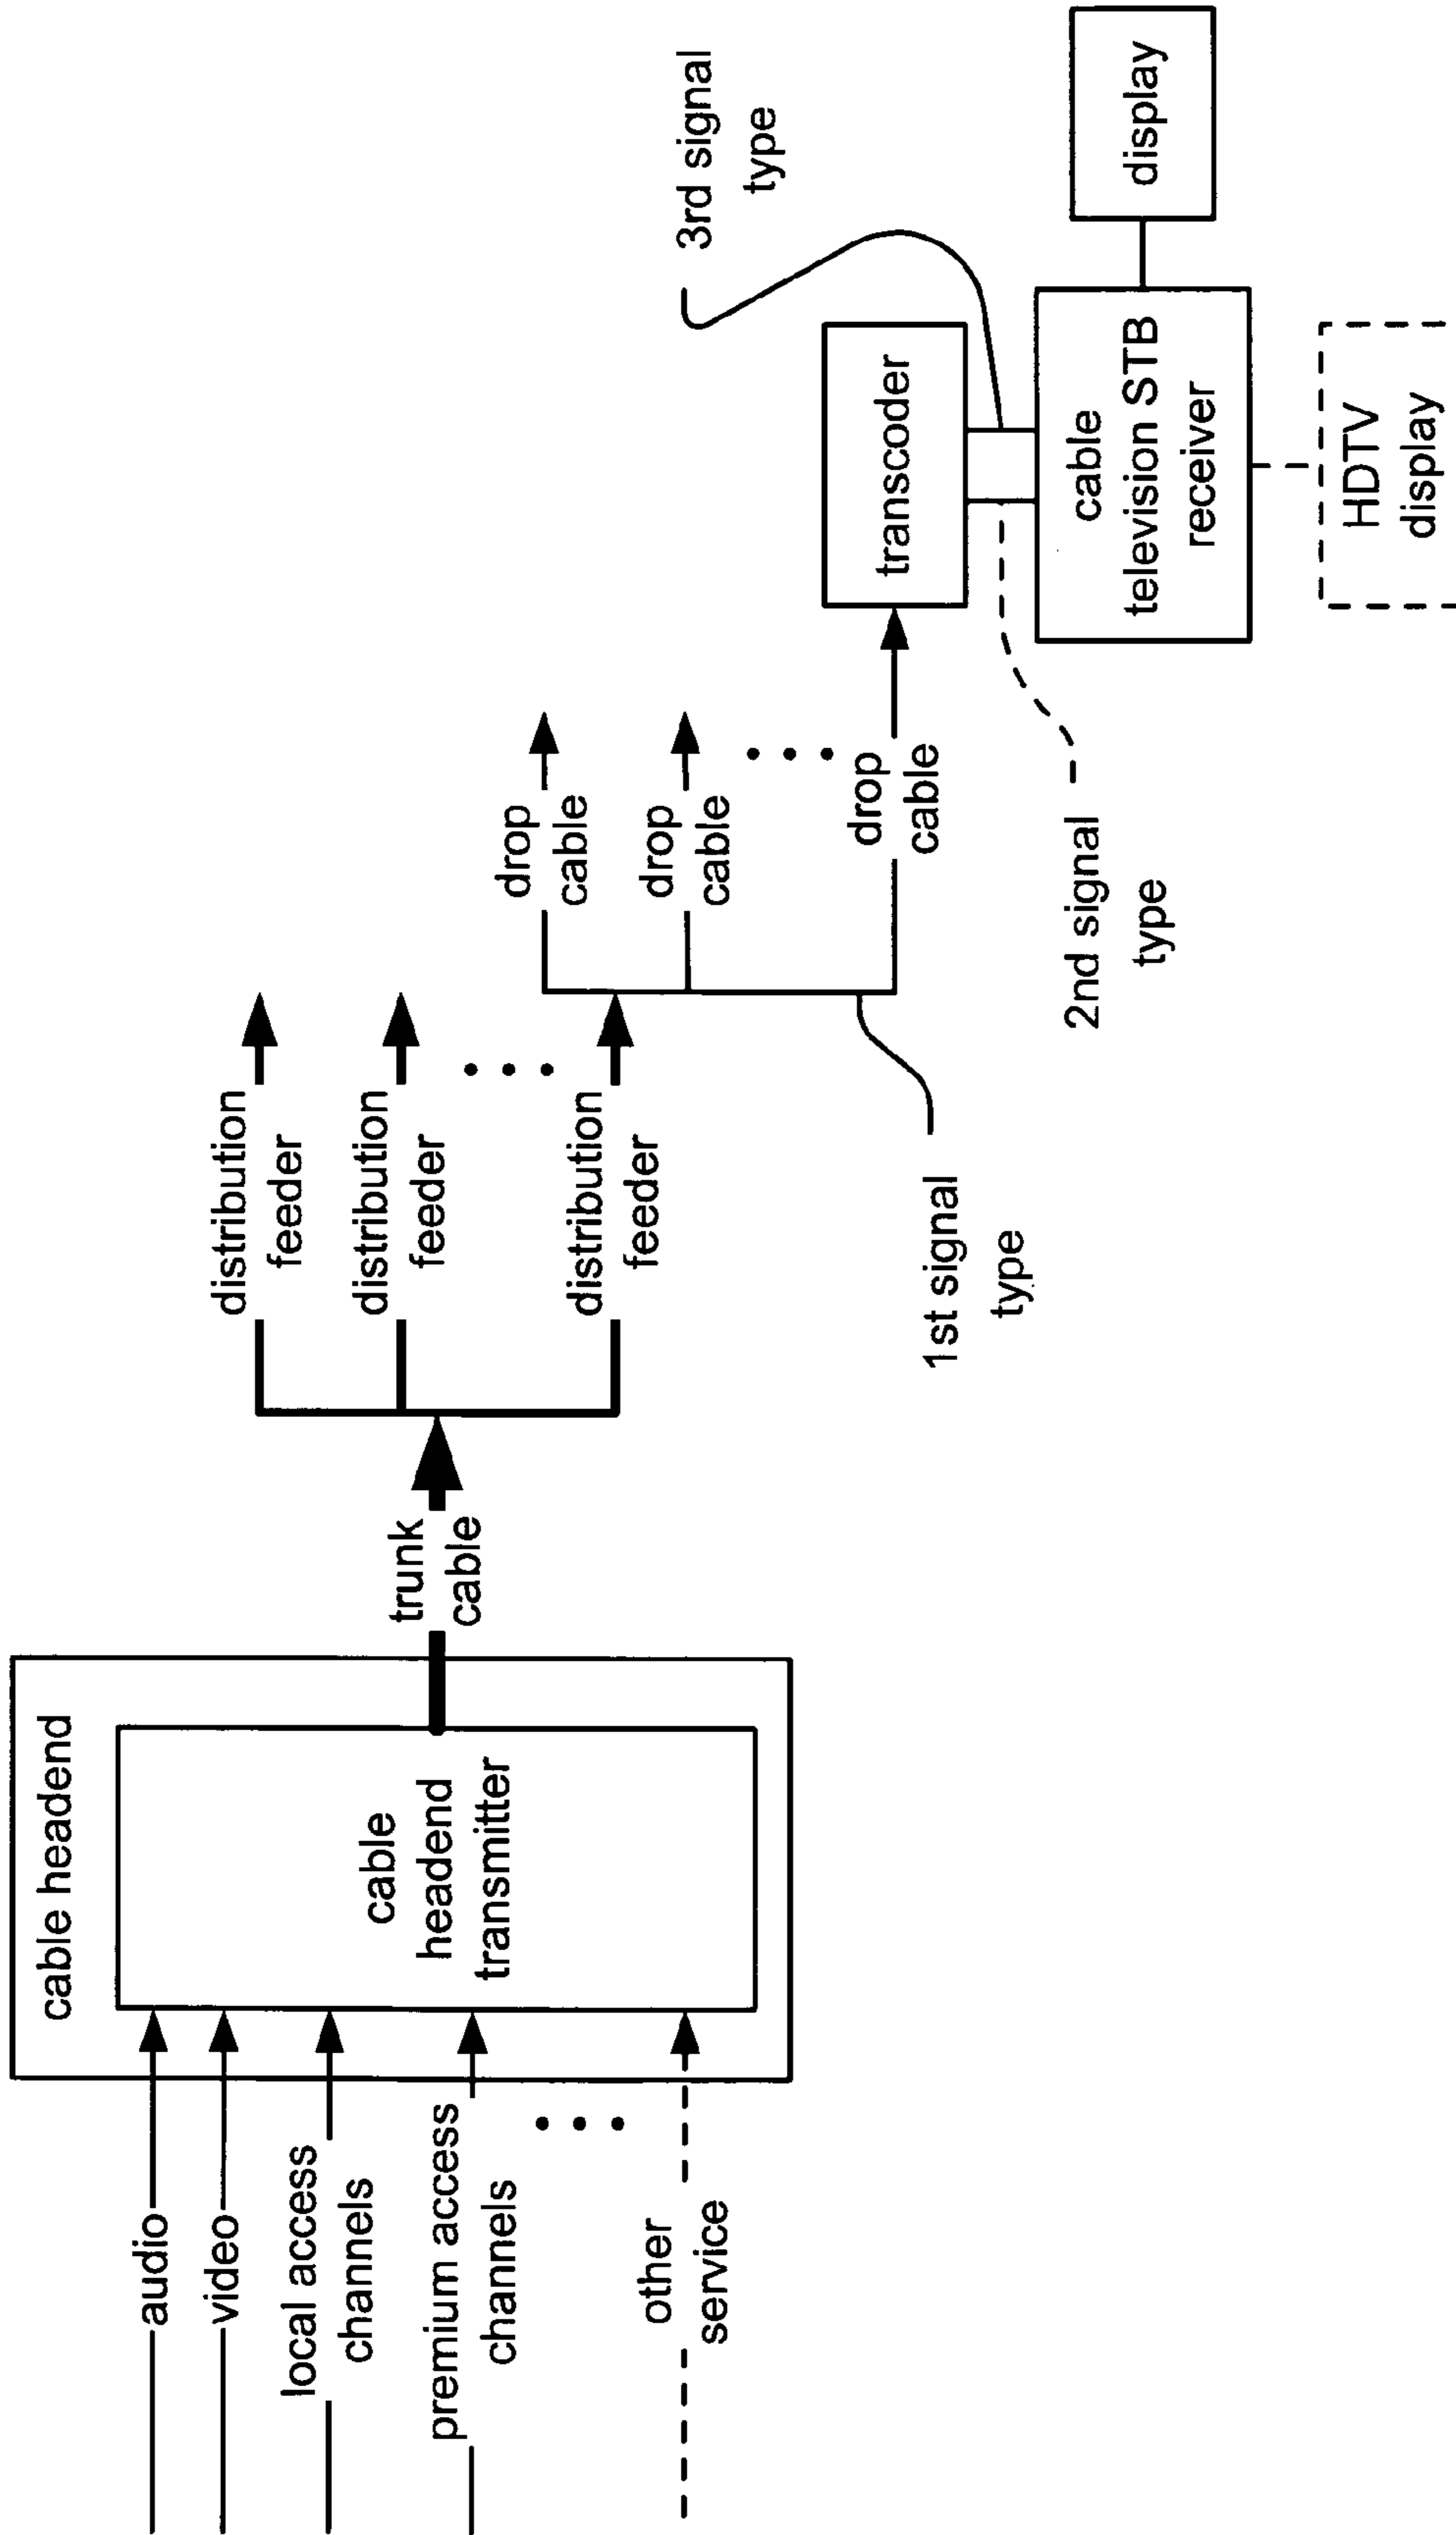 cable headend
audio
video
local access
channels
premium access
channels
other
service
cable
headend
transmitter
trunk
cable
distribution
feeder
distribution
feeder
distribution
feeder
drop
cable
drop
cable
drop
cable
1st signal
type
2nd signal
type
3rd signal
type
transcoder
cable
television STB
receiver
display
HDTV
display